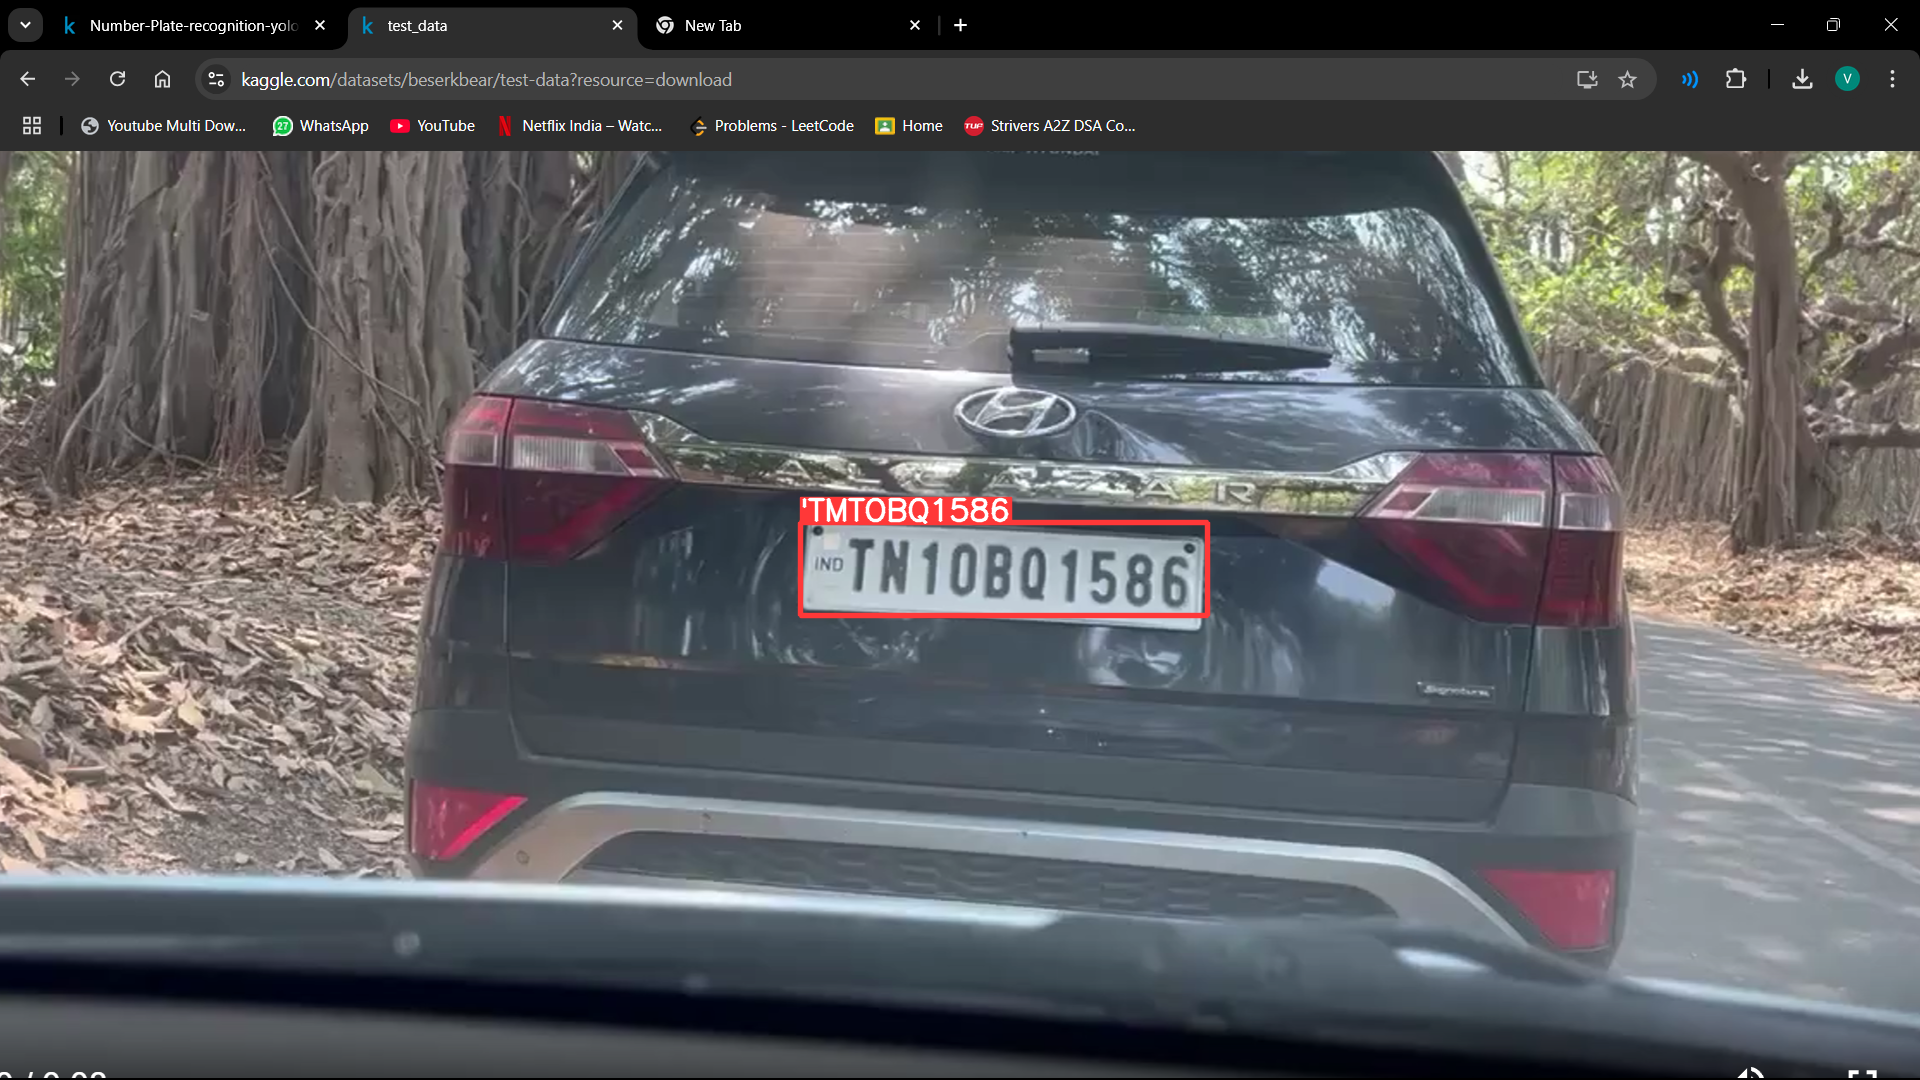 Number-Plate-recognition-yolo
test_data
New Tab
kaggle.com/datasets/beserkbear/test-data?resource=download
V
Youtube Multi Dow...
27 WhatsApp
YouTube
Netflix India – Watc...
Problems - LeetCode
Home
TUF Strivers A2Z DSA Co...
ALCAZAR
'TMTOBQ1586
IND TN10BQ1586
Signature